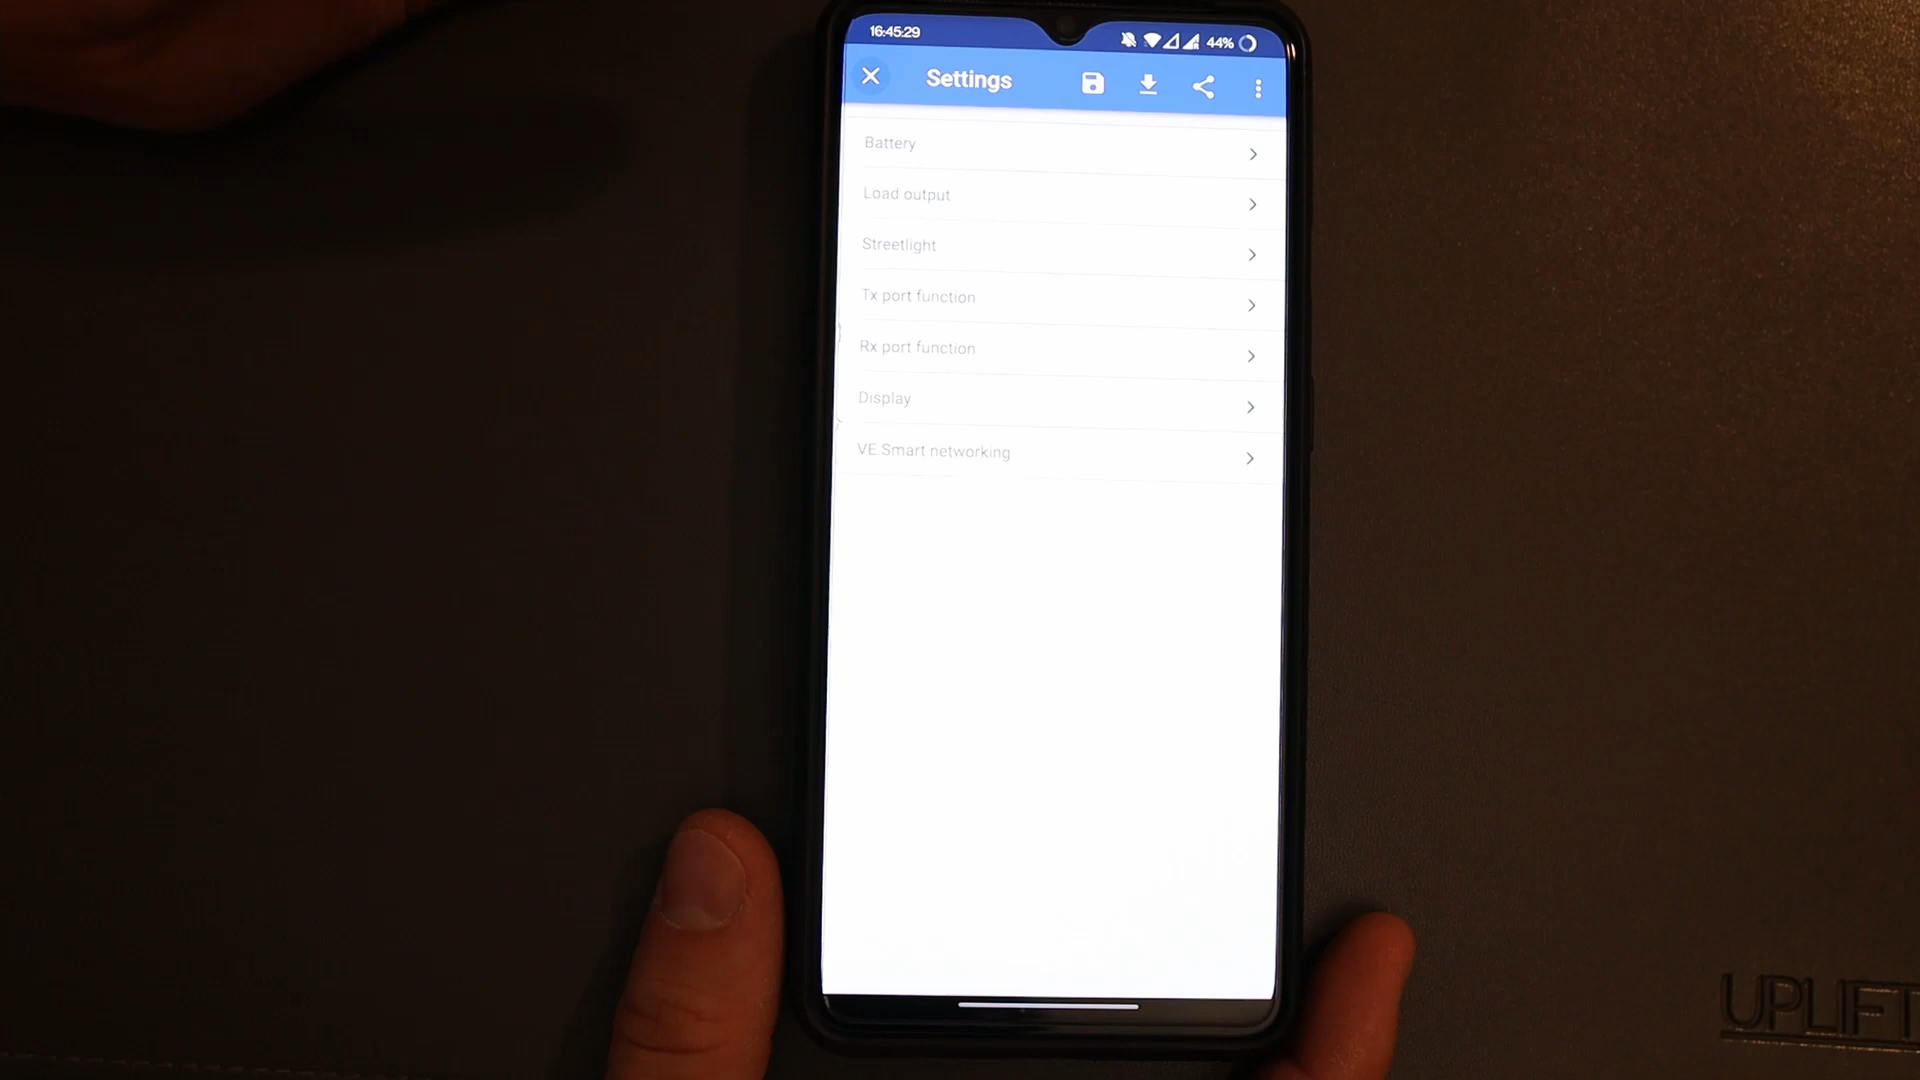 16:45:29 44%
Settings
Battery
Load output
Streetlight
Tx port function
Rx port function
Display
VE.Smart networking
UPLIFT